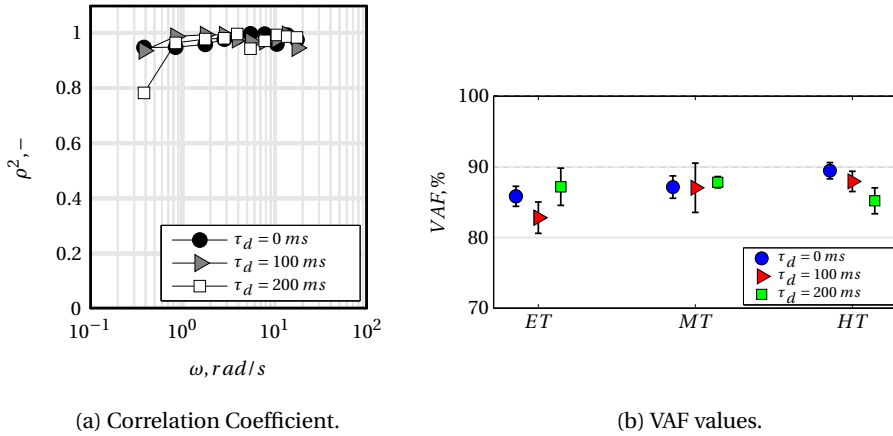 1
0.8
0.6
0.4
0.2
0
ρ², –
τ_d = 0 ms
τ_d = 100 ms
τ_d = 200 ms
10⁻¹ 10⁰ 10¹ 10²
ω, rad/s
(a) Correlation Coefficient.
100
90
80
70
VAF, %
τ_d = 0 ms
τ_d = 100 ms
τ_d = 200 ms
ET MT HT
(b) VAF values.